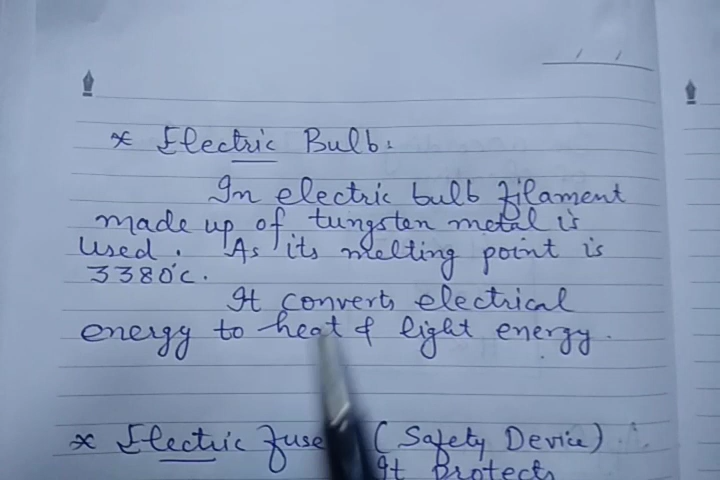 * Electric Bulb:
In electric bulb filament
made up of tungsten metal is
used. As its melting point is
3380°c.
It converts electrical
energy to heat & light energy.
* Electric fuse (Safety Device)
It Protects